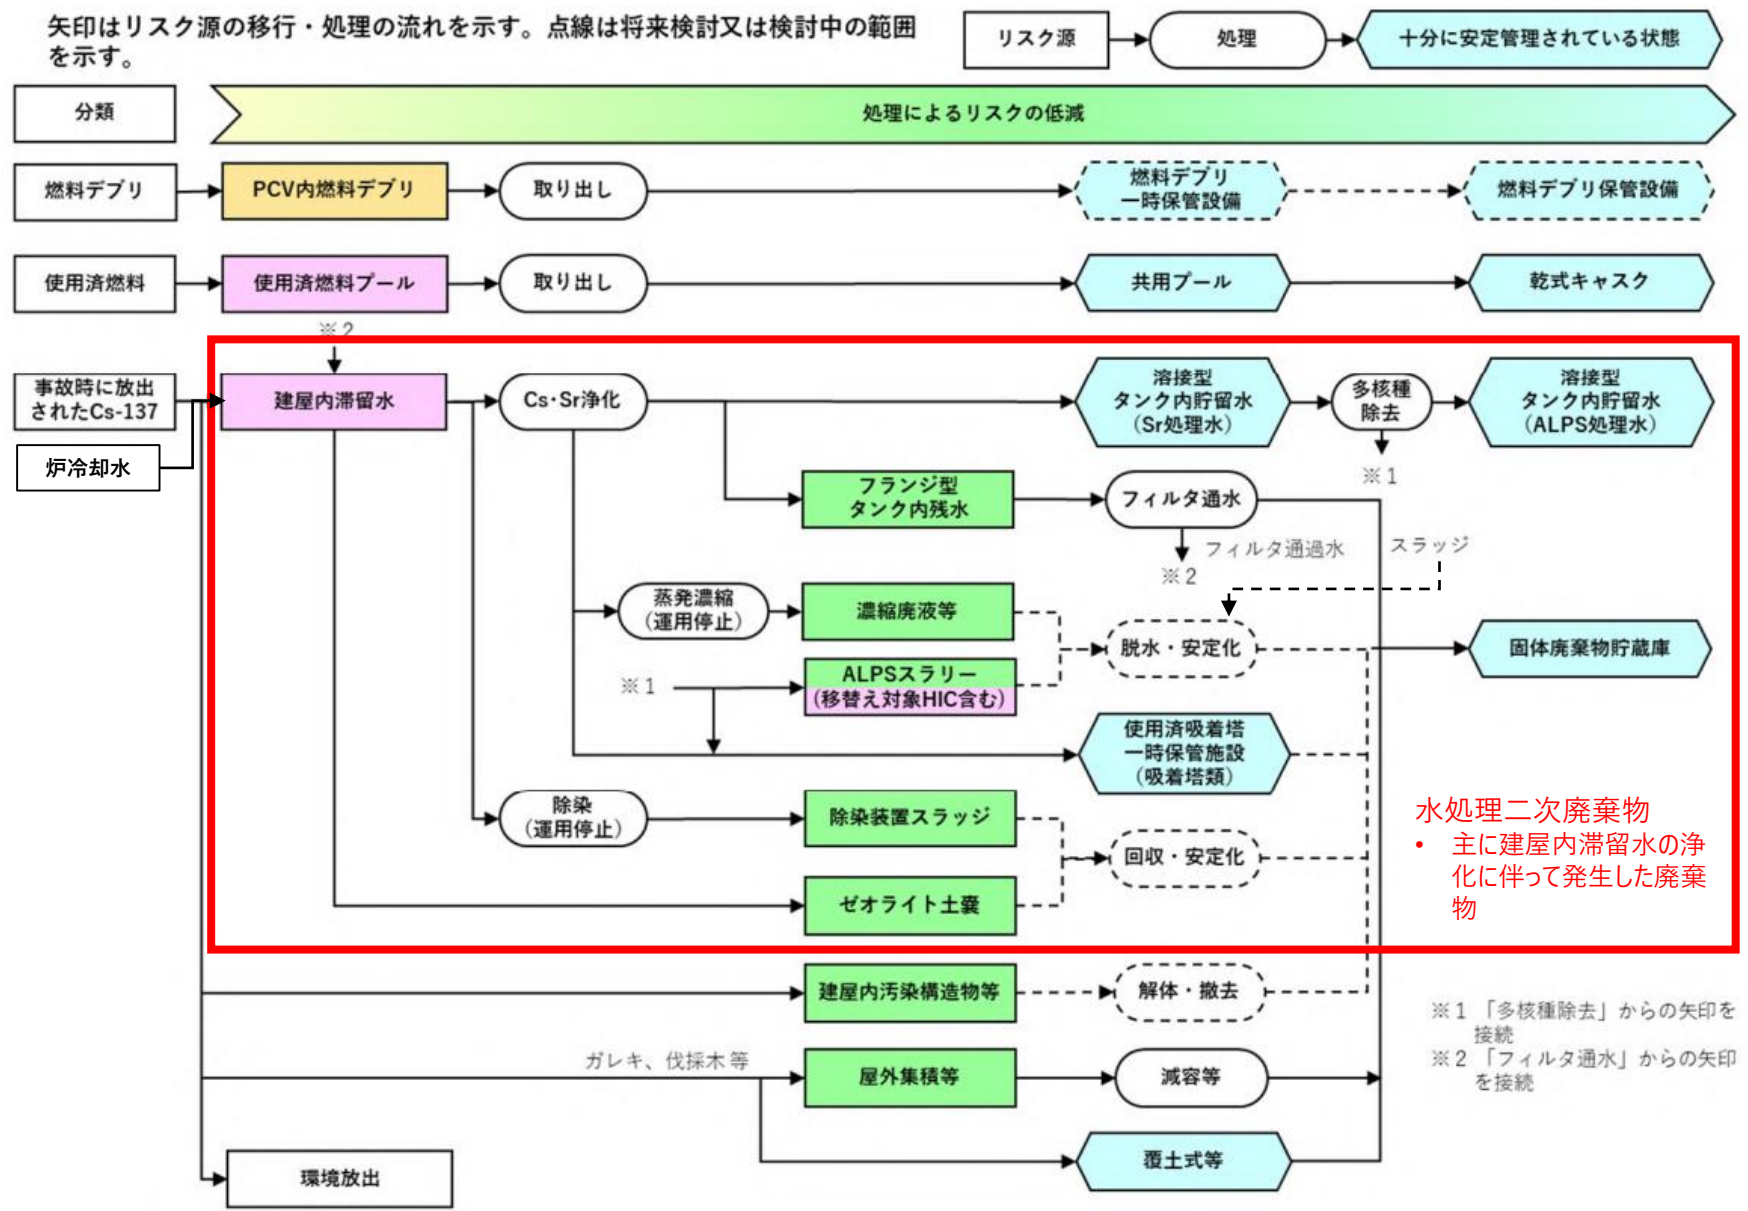 矢印はリスク源の移行・処理の流れを示す。点線は将来検討又は検討中の範囲
を示す。
リスク源
処理
十分に安定管理されている状態
分類
処理によるリスクの低減
燃料デブリ
PCV内燃料デブリ
取り出し
燃料デブリ
一時保管設備
燃料デブリ保管設備
使用済燃料
使用済燃料プール
取り出し
共用プール
乾式キャスク
※2
事故時に放出
されたCs-137
建屋内滞留水
Cs・Sr浄化
溶接型
タンク内貯留水
(Sr処理水)
多核種
除去
溶接型
タンク内貯留水
(ALPS処理水)
炉冷却水
※1
フランジ型
タンク内残水
フィルタ通水
フィルタ通過水
スラッジ
※2
蒸発濃縮
(運用停止)
濃縮廃液等
脱水・安定化
固体廃棄物貯蔵庫
※1
ALPSスラリー
(移替え対象HIC含む)
使用済吸着塔
一時保管施設
(吸着塔類)
除染
(運用停止)
除染装置スラッジ
回収・安定化
水処理二次廃棄物
• 主に建屋内滞留水の浄
化に伴って発生した廃棄
物
ゼオライト土嚢
建屋内汚染構造物等
解体・撤去
※1 「多核種除去」からの矢印を
接続
※2 「フィルタ通水」からの矢印
を接続
ガレキ、伐採木 等
屋外集積等
減容等
覆土式等
環境放出